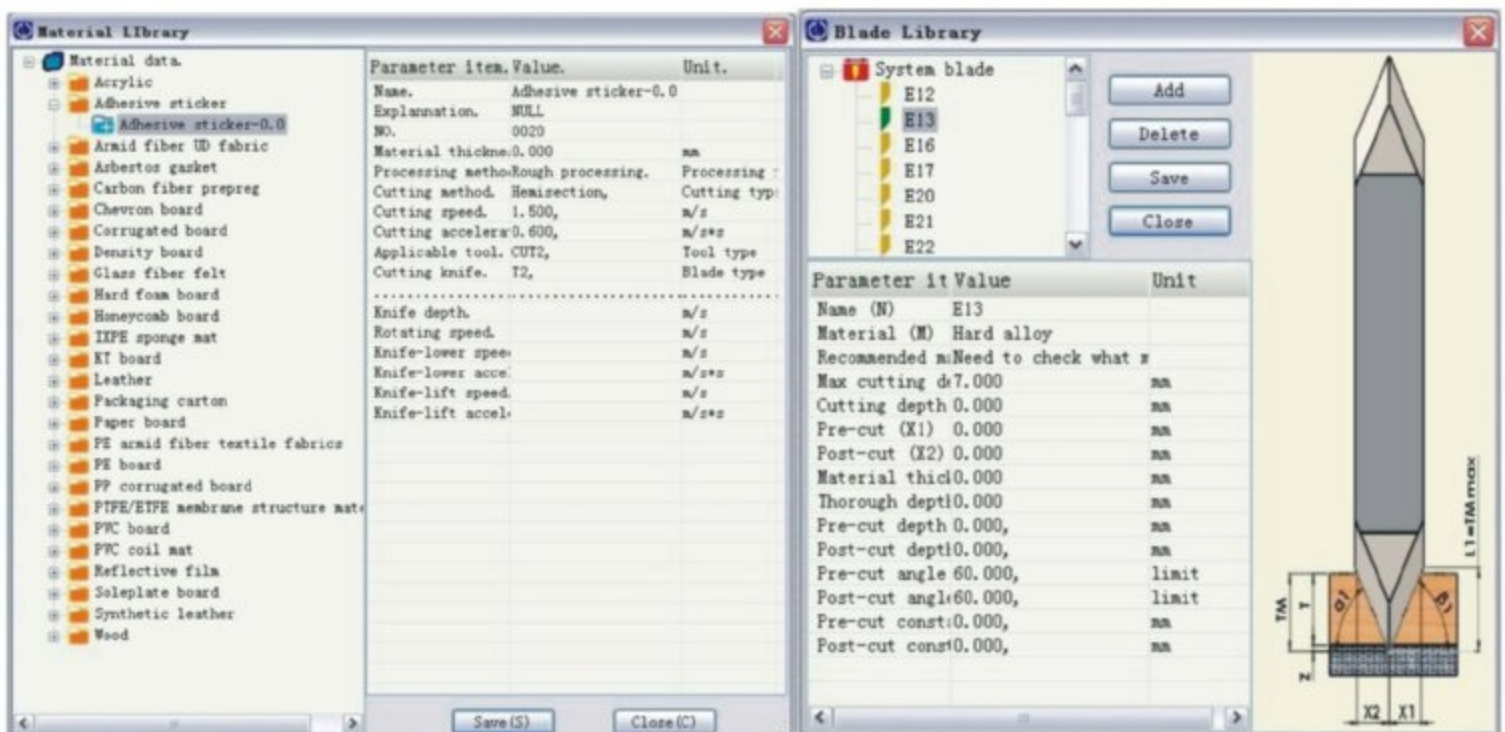 Material LIbrary
Material data.
Acrylic
Adhesive sticker
Adhesive sticker-0.0
Armid fiber UD fabric
Asbestos gasket
Carbon fiber prepreg
Chevron board
Corrugated board
Density board
Glass fiber felt
Hard foam board
Honeycomb board
IXPE sponge mat
KT board
Leather
Packaging carton
Paper board
PE armid fiber textile fabrics
PE board
PP corrugated board
PTFE/ETFE membrane structure mate
PVC board
PVC coil mat
Reflective film
Soleplate board
Synthetic leather
Wood
Parameter item. Value. Unit.
Name. Adhesive sticker-0.0
Explannation. NULL
NO. 0020
Material thickne 0.000 mm
Processing metho Rough processing. Processing
Cutting method. Hemisection, Cutting typ
Cutting speed. 1.500, m/s
Cutting accelera 0.600, m/s*s
Applicable tool. CUT2, Tool type
Cutting knife. T2, Blade type
Knife depth. m/s
Rotating speed. m/s
Knife-lower spee m/s
Knife-lower acce m/s*s
Knife-lift speed. m/s
Knife-lift accel m/s*s
Save(S) Close(C)
Blade Library
System blade
E12
E13
E16
E17
E20
E21
E22
Add
Delete
Save
Close
Parameter it Value Unit
Name (N) E13
Material (M) Hard alloy
Recommended m Need to check what m
Max cutting de 7.000 mm
Cutting depth 0.000 mm
Pre-cut (X1) 0.000 mm
Post-cut (X2) 0.000 mm
Material thick 0.000 mm
Thorough dept 0.000 mm
Pre-cut depth 0.000, mm
Post-cut dept 0.000, mm
Pre-cut angle 60.000, limit
Post-cut angl 60.000, limit
Pre-cut const 0.000, mm
Post-cut const 0.000, mm
L1=TMmax
TM
T
α1
β1
Z
X2 X1